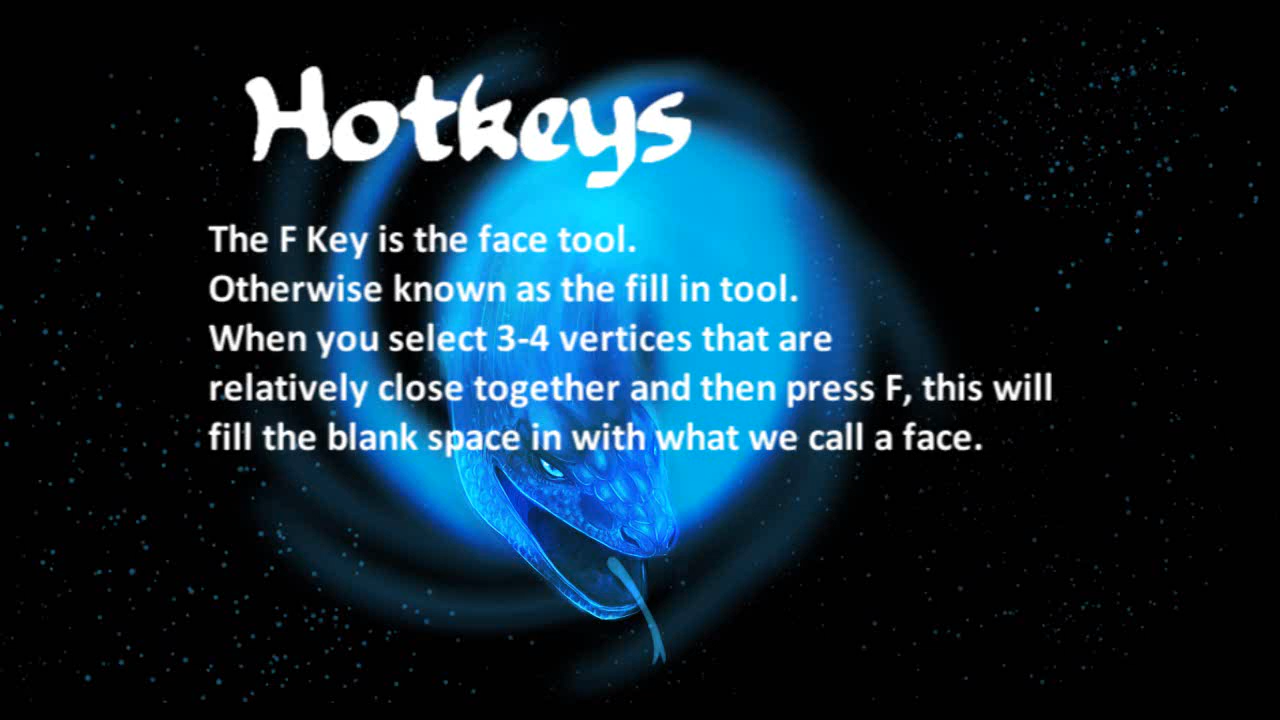 Hotkeys
The F Key is the face tool.
Otherwise known as the fill in tool.
When you select 3-4 vertices that are
relatively close together and then press F, this will
fill the blank space in with what we call a face.